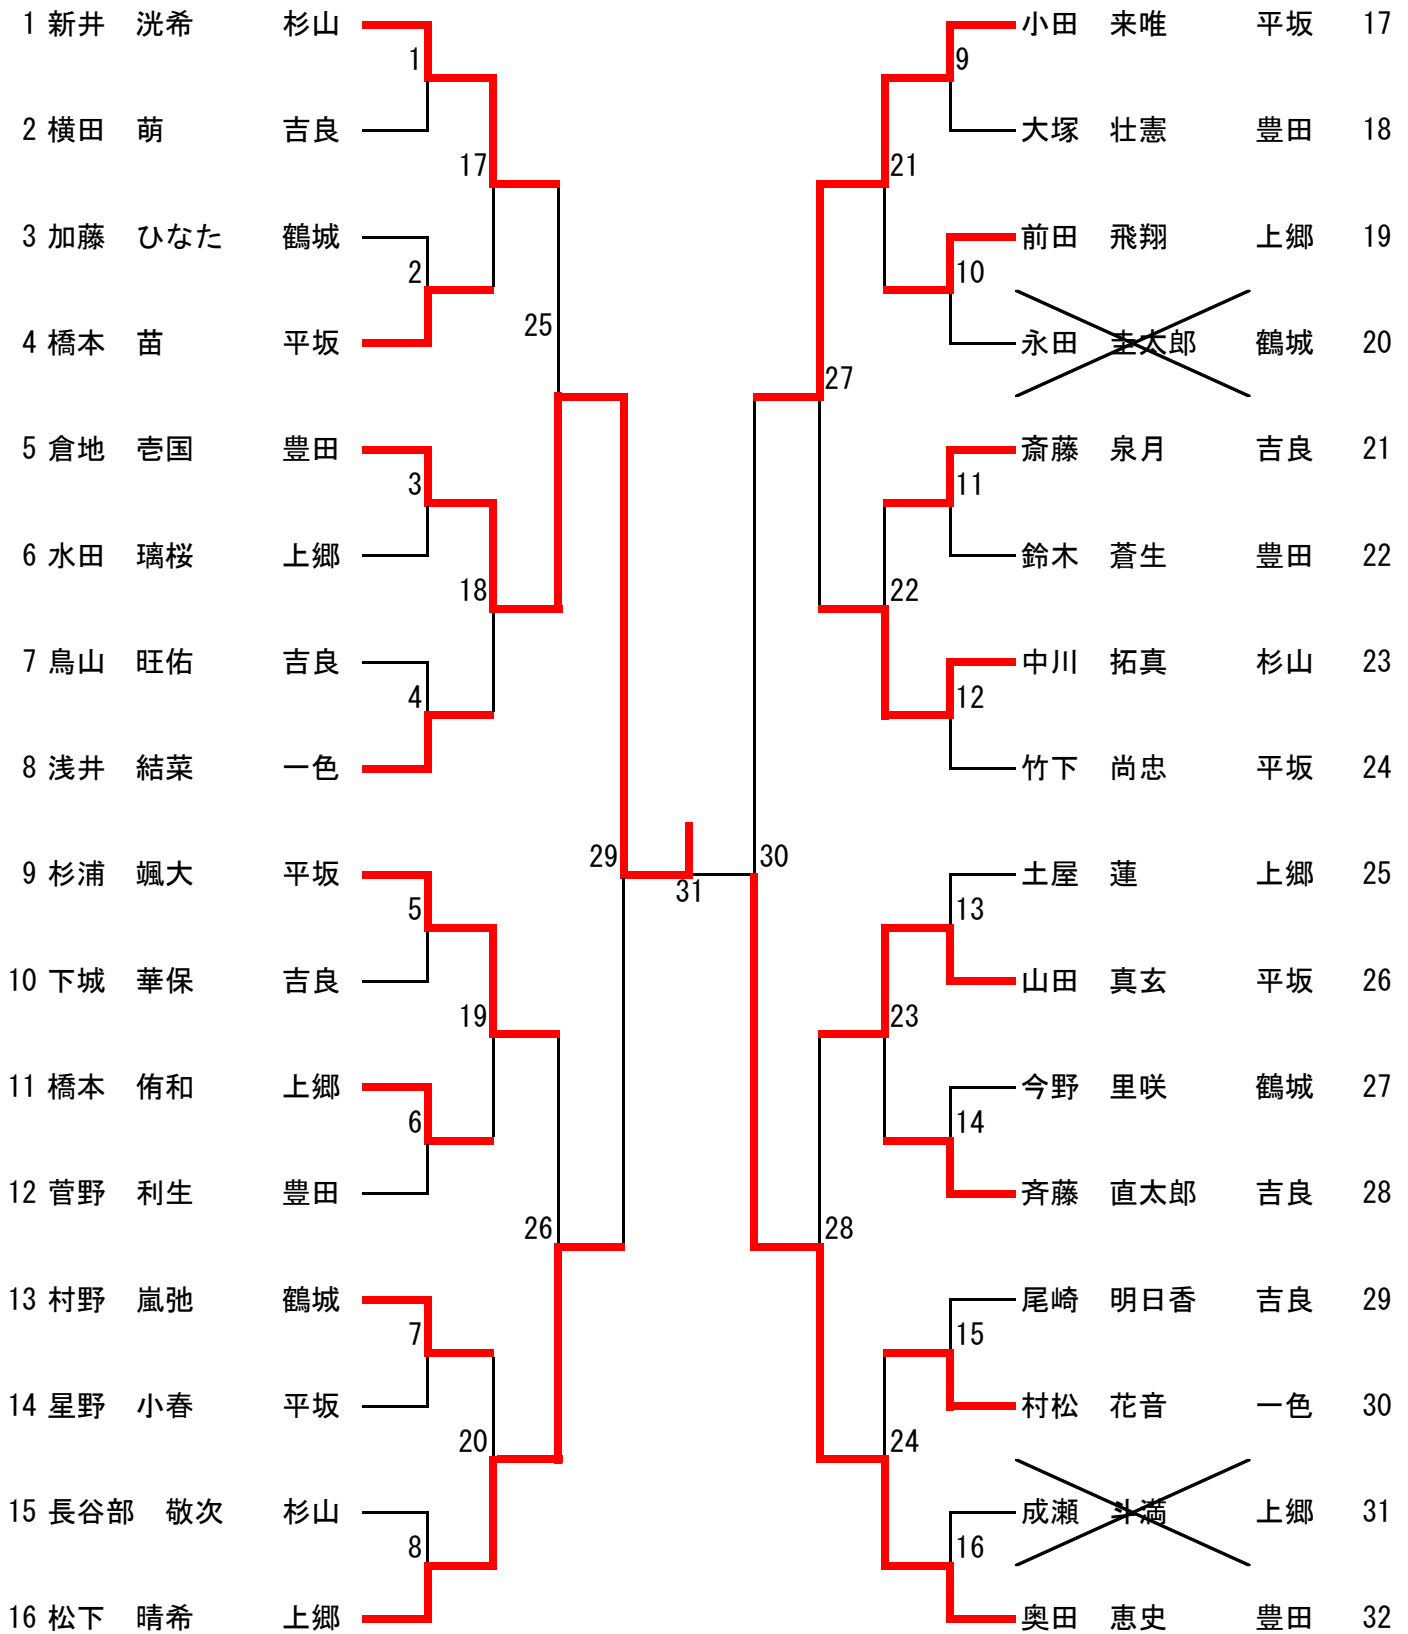 1 新井 洸希 杉山
1
2 横田 萌 吉良
17
3 加藤 ひなた 鶴城
2
4 橋本 苗 平坂
25
5 倉地 壱国 豊田
3
6 水田 璃桜 上郷
18
7 鳥山 旺佑 吉良
4
8 浅井 結菜 一色
29
9 杉浦 颯大 平坂
5
10 下城 華保 吉良
19
11 橋本 侑和 上郷
6
12 菅野 利生 豊田
26
13 村野 嵐弛 鶴城
7
14 星野 小春 平坂
20
15 長谷部 敬次 杉山
8
16 松下 晴希 上郷
31
小田 来唯 平坂 17
9
大塚 壮憲 豊田 18
21
前田 飛翔 上郷 19
10
永田 圭太郎 鶴城 20
27
斎藤 泉月 吉良 21
11
鈴木 蒼生 豊田 22
22
中川 拓真 杉山 23
12
竹下 尚忠 平坂 24
30
土屋 蓮 上郷 25
13
山田 真玄 平坂 26
23
今野 里咲 鶴城 27
14
斉藤 直太郎 吉良 28
28
尾崎 明日香 吉良 29
15
村松 花音 一色 30
24
成瀬 斗満 上郷 31
16
奥田 恵史 豊田 32